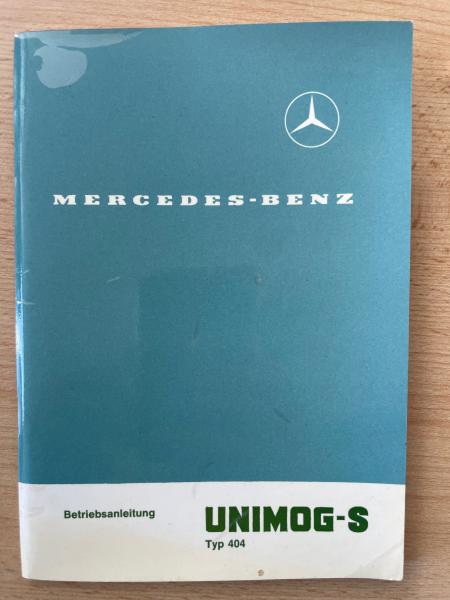 MERCEDES-BENZ
Betriebsanleitung
UNIMOG-S
Typ 404